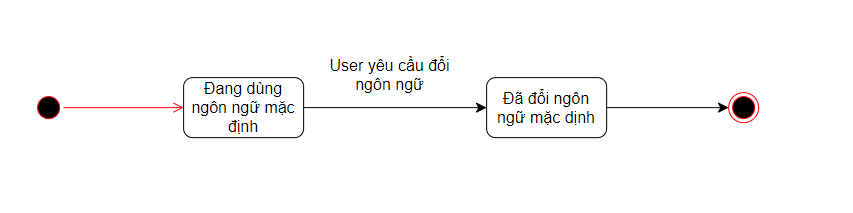 User yêu cầu đổi
ngôn ngữ
Đang dùng
ngôn ngữ mặc
định
Đã đổi ngôn
ngữ mặc dịnh